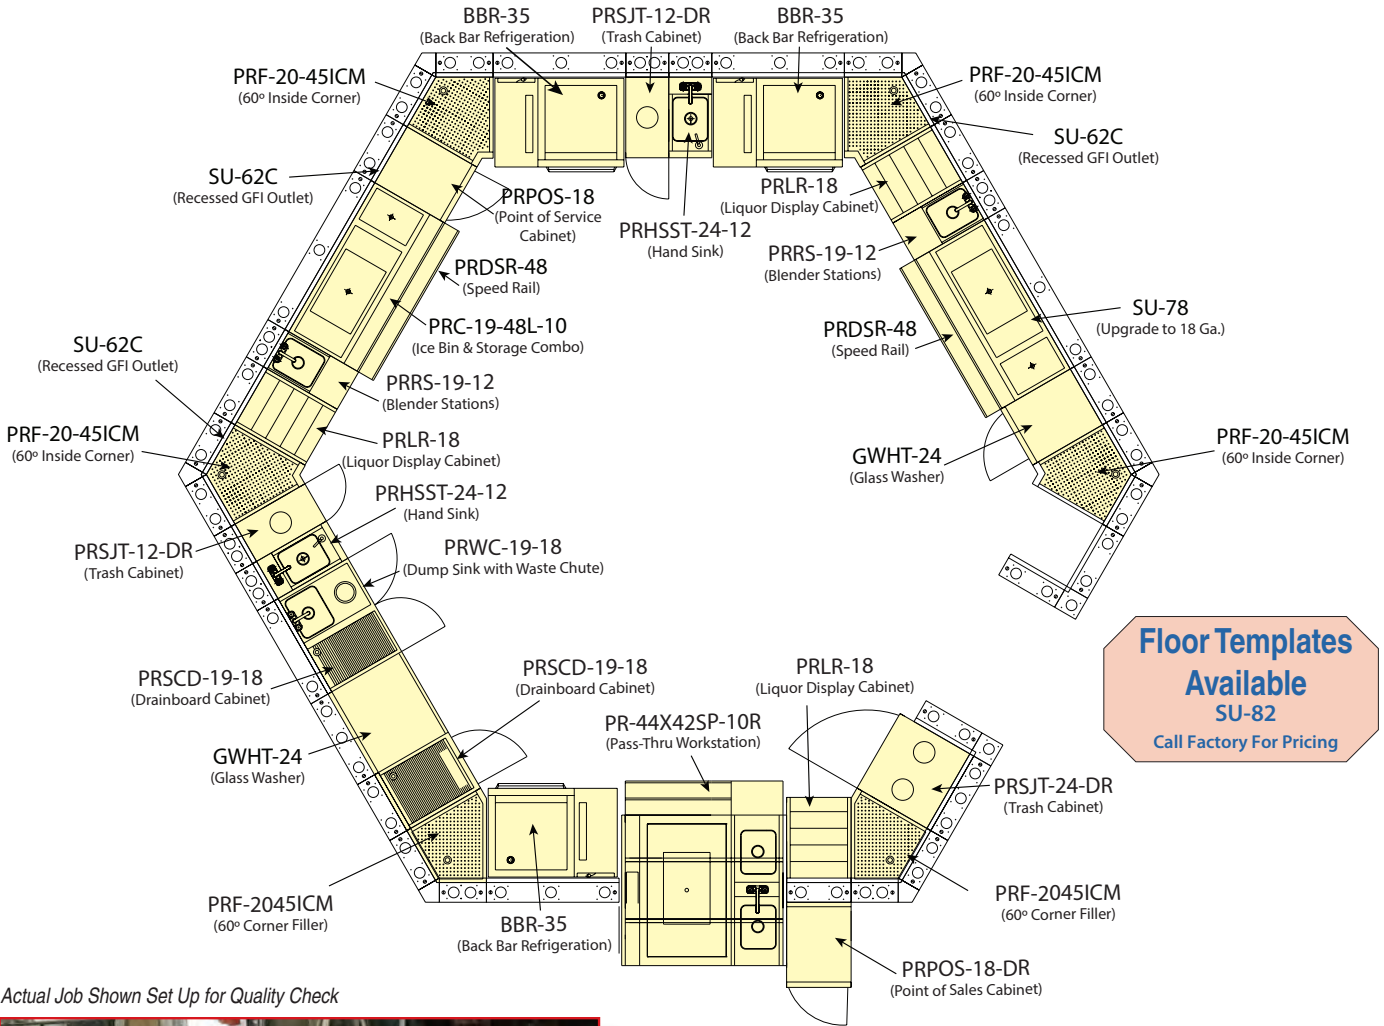 BBR-35
(Back Bar Refrigeration)
PRSJT-12-DR
(Trash Cabinet)
BBR-35
(Back Bar Refrigeration)
PRF-20-45ICM
(60º Inside Corner)
PRF-20-45ICM
(60º Inside Corner)
SU-62C
(Recessed GFI Outlet)
SU-62C
(Recessed GFI Outlet)
PRPOS-18
(Point of Service
Cabinet)
PRLR-18
(Liquor Display Cabinet)
PRHSST-24-12
(Hand Sink)
PRRS-19-12
(Blender Stations)
PRDSR-48
(Speed Rail)
SU-78
(Upgrade to 18 Ga.)
PRC-19-48L-10
(Ice Bin & Storage Combo)
PRDSR-48
(Speed Rail)
SU-62C
(Recessed GFI Outlet)
PRRS-19-12
(Blender Stations)
PRF-20-45ICM
(60º Inside Corner)
PRLR-18
(Liquor Display Cabinet)
GWHT-24
(Glass Washer)
PRF-20-45ICM
(60º Inside Corner)
PRHSST-24-12
(Hand Sink)
PRSJT-12-DR
(Trash Cabinet)
PRWC-19-18
(Dump Sink with Waste Chute)
Floor Templates
Available
SU-82
Call Factory For Pricing
PRSCD-19-18
(Drainboard Cabinet)
PRSCD-19-18
(Drainboard Cabinet)
PRLR-18
(Liquor Display Cabinet)
PR-44X42SP-10R
(Pass-Thru Workstation)
GWHT-24
(Glass Washer)
PRSJT-24-DR
(Trash Cabinet)
PRF-2045ICM
(60º Corner Filler)
PRF-2045ICM
(60º Corner Filler)
BBR-35
(Back Bar Refrigeration)
PRPOS-18-DR
(Point of Sales Cabinet)
Actual Job Shown Set Up for Quality Check